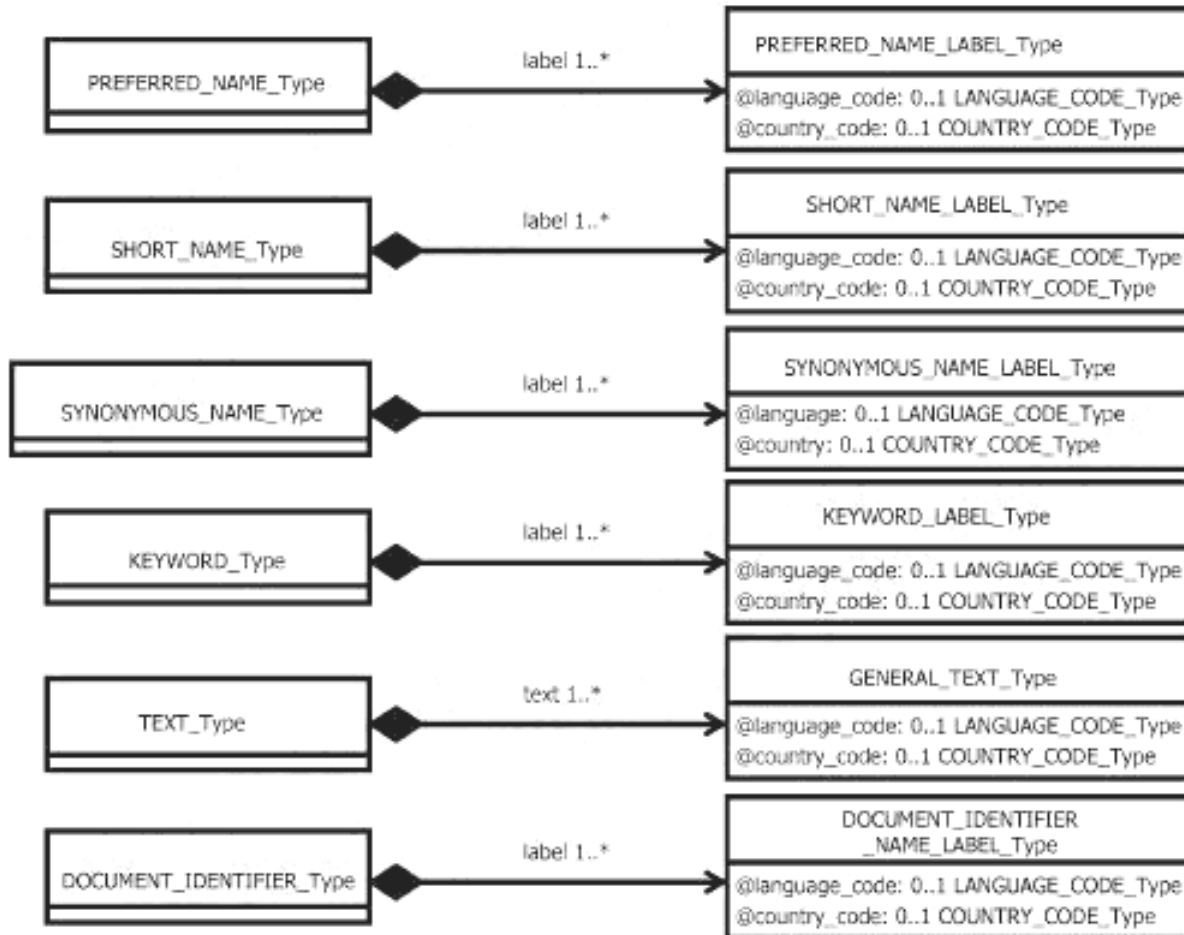 PREFERRED_NAME_Type
label 1..*
PREFERRED_NAME_LABEL_Type
@language_code: 0..1 LANGUAGE_CODE_Type
@country_code: 0..1 COUNTRY_CODE_Type
SHORT_NAME_Type
label 1..*
SHORT_NAME_LABEL_Type
@language_code: 0..1 LANGUAGE_CODE_Type
@country_code: 0..1 COUNTRY_CODE_Type
SYNONYMOUS_NAME_Type
label 1..*
SYNONYMOUS_NAME_LABEL_Type
@language: 0..1 LANGUAGE_CODE_Type
@country: 0..1 COUNTRY_CODE_Type
KEYWORD_Type
label 1..*
KEYWORD_LABEL_Type
@language_code: 0..1 LANGUAGE_CODE_Type
@country_code: 0..1 COUNTRY_CODE_Type
TEXT_Type
text 1..*
GENERAL_TEXT_Type
@language_code: 0..1 LANGUAGE_CODE_Type
@country_code: 0..1 COUNTRY_CODE_Type
DOCUMENT_IDENTIFIER_Type
label 1..*
DOCUMENT_IDENTIFIER
_NAME_LABEL_Type
@language_code: 0..1 LANGUAGE_CODE_Type
@country_code: 0..1 COUNTRY_CODE_Type